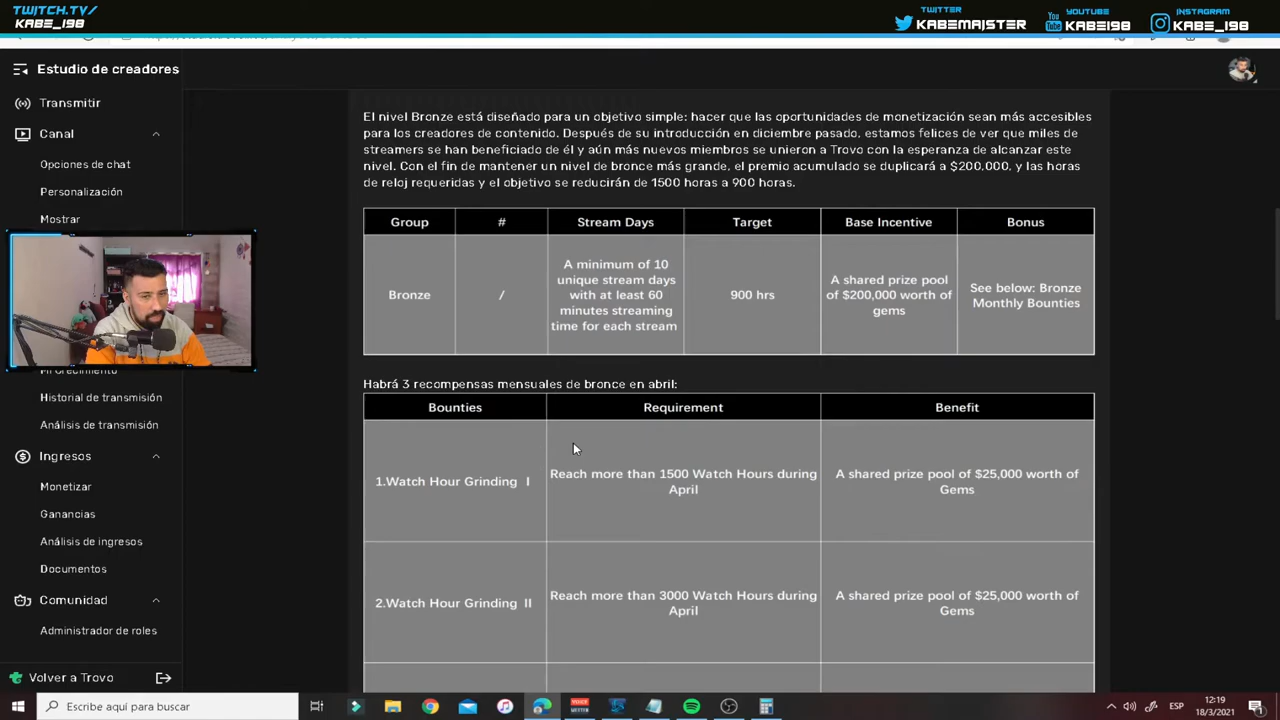 TWITCH.TV/
KABE_198
TWITTER
KABEMAJSTER
YOUTUBE
KABE198
INSTAGRAM
KABE_198
Estudio de creadores
Transmitir
Canal
Opciones de chat
Personalización
Mostrar
Mi crecimiento
Historial de transmisión
Análisis de transmisión
Ingresos
Monetizar
Ganancias
Análisis de ingresos
Documentos
Comunidad
Administrador de roles
Volver a Trovo
El nivel Bronze está diseñado para un objetivo simple: hacer que las oportunidades de monetización sean más accesibles
para los creadores de contenido. Después de su introducción en diciembre pasado, estamos felices de ver que miles de
streamers se han beneficiado de él y aún más nuevos miembros se unieron a Trovo con la esperanza de alcanzar este
nivel. Con el fin de mantener un nivel de bronce más grande, el premio acumulado se duplicará a $200,000, y las horas
de reloj requeridas y el objetivo se reducirán de 1500 horas a 900 horas.
Group # Stream Days Target Base Incentive Bonus
Bronze
/
A minimum of 10
unique stream days
with at least 60
minutes streaming
time for each stream
900 hrs
A shared prize pool
of $200,000 worth of
gems
See below: Bronze
Monthly Bounties
Habrá 3 recompensas mensuales de bronce en abril:
Bounties Requirement Benefit
1.Watch Hour Grinding I
Reach more than 1500 Watch Hours during
April
A shared prize pool of $25,000 worth of
Gems
2.Watch Hour Grinding II
Reach more than 3000 Watch Hours during
April
A shared prize pool of $25,000 worth of
Gems
Escribe aquí para buscar
ESP
12:19
18/3/2021